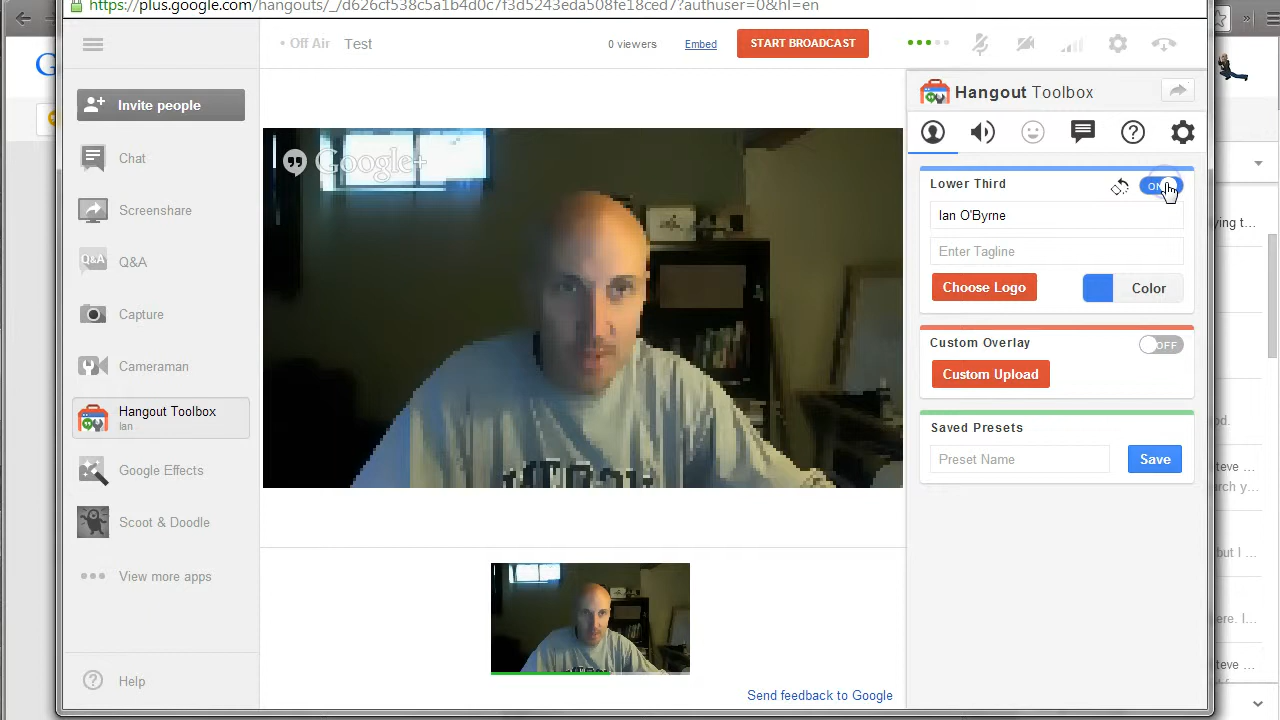 https://plus.google.com/hangouts/_/d626cf538c5a1b4d0c7f3d5243eda508fe18ced7?authuser=0&hl=en
• Off Air Test 0 viewers Embed START BROADCAST
Invite people
Chat
Screenshare
Q&A Q&A
Capture
Cameraman
Hangout Toolbox
Ian
Google Effects
Scoot & Doodle
View more apps
Help
Google+
Send feedback to Google
Hangout Toolbox
Lower Third ON
Ian O'Byrne
Enter Tagline
Choose Logo Color
Custom Overlay OFF
Custom Upload
Saved Presets
Preset Name Save